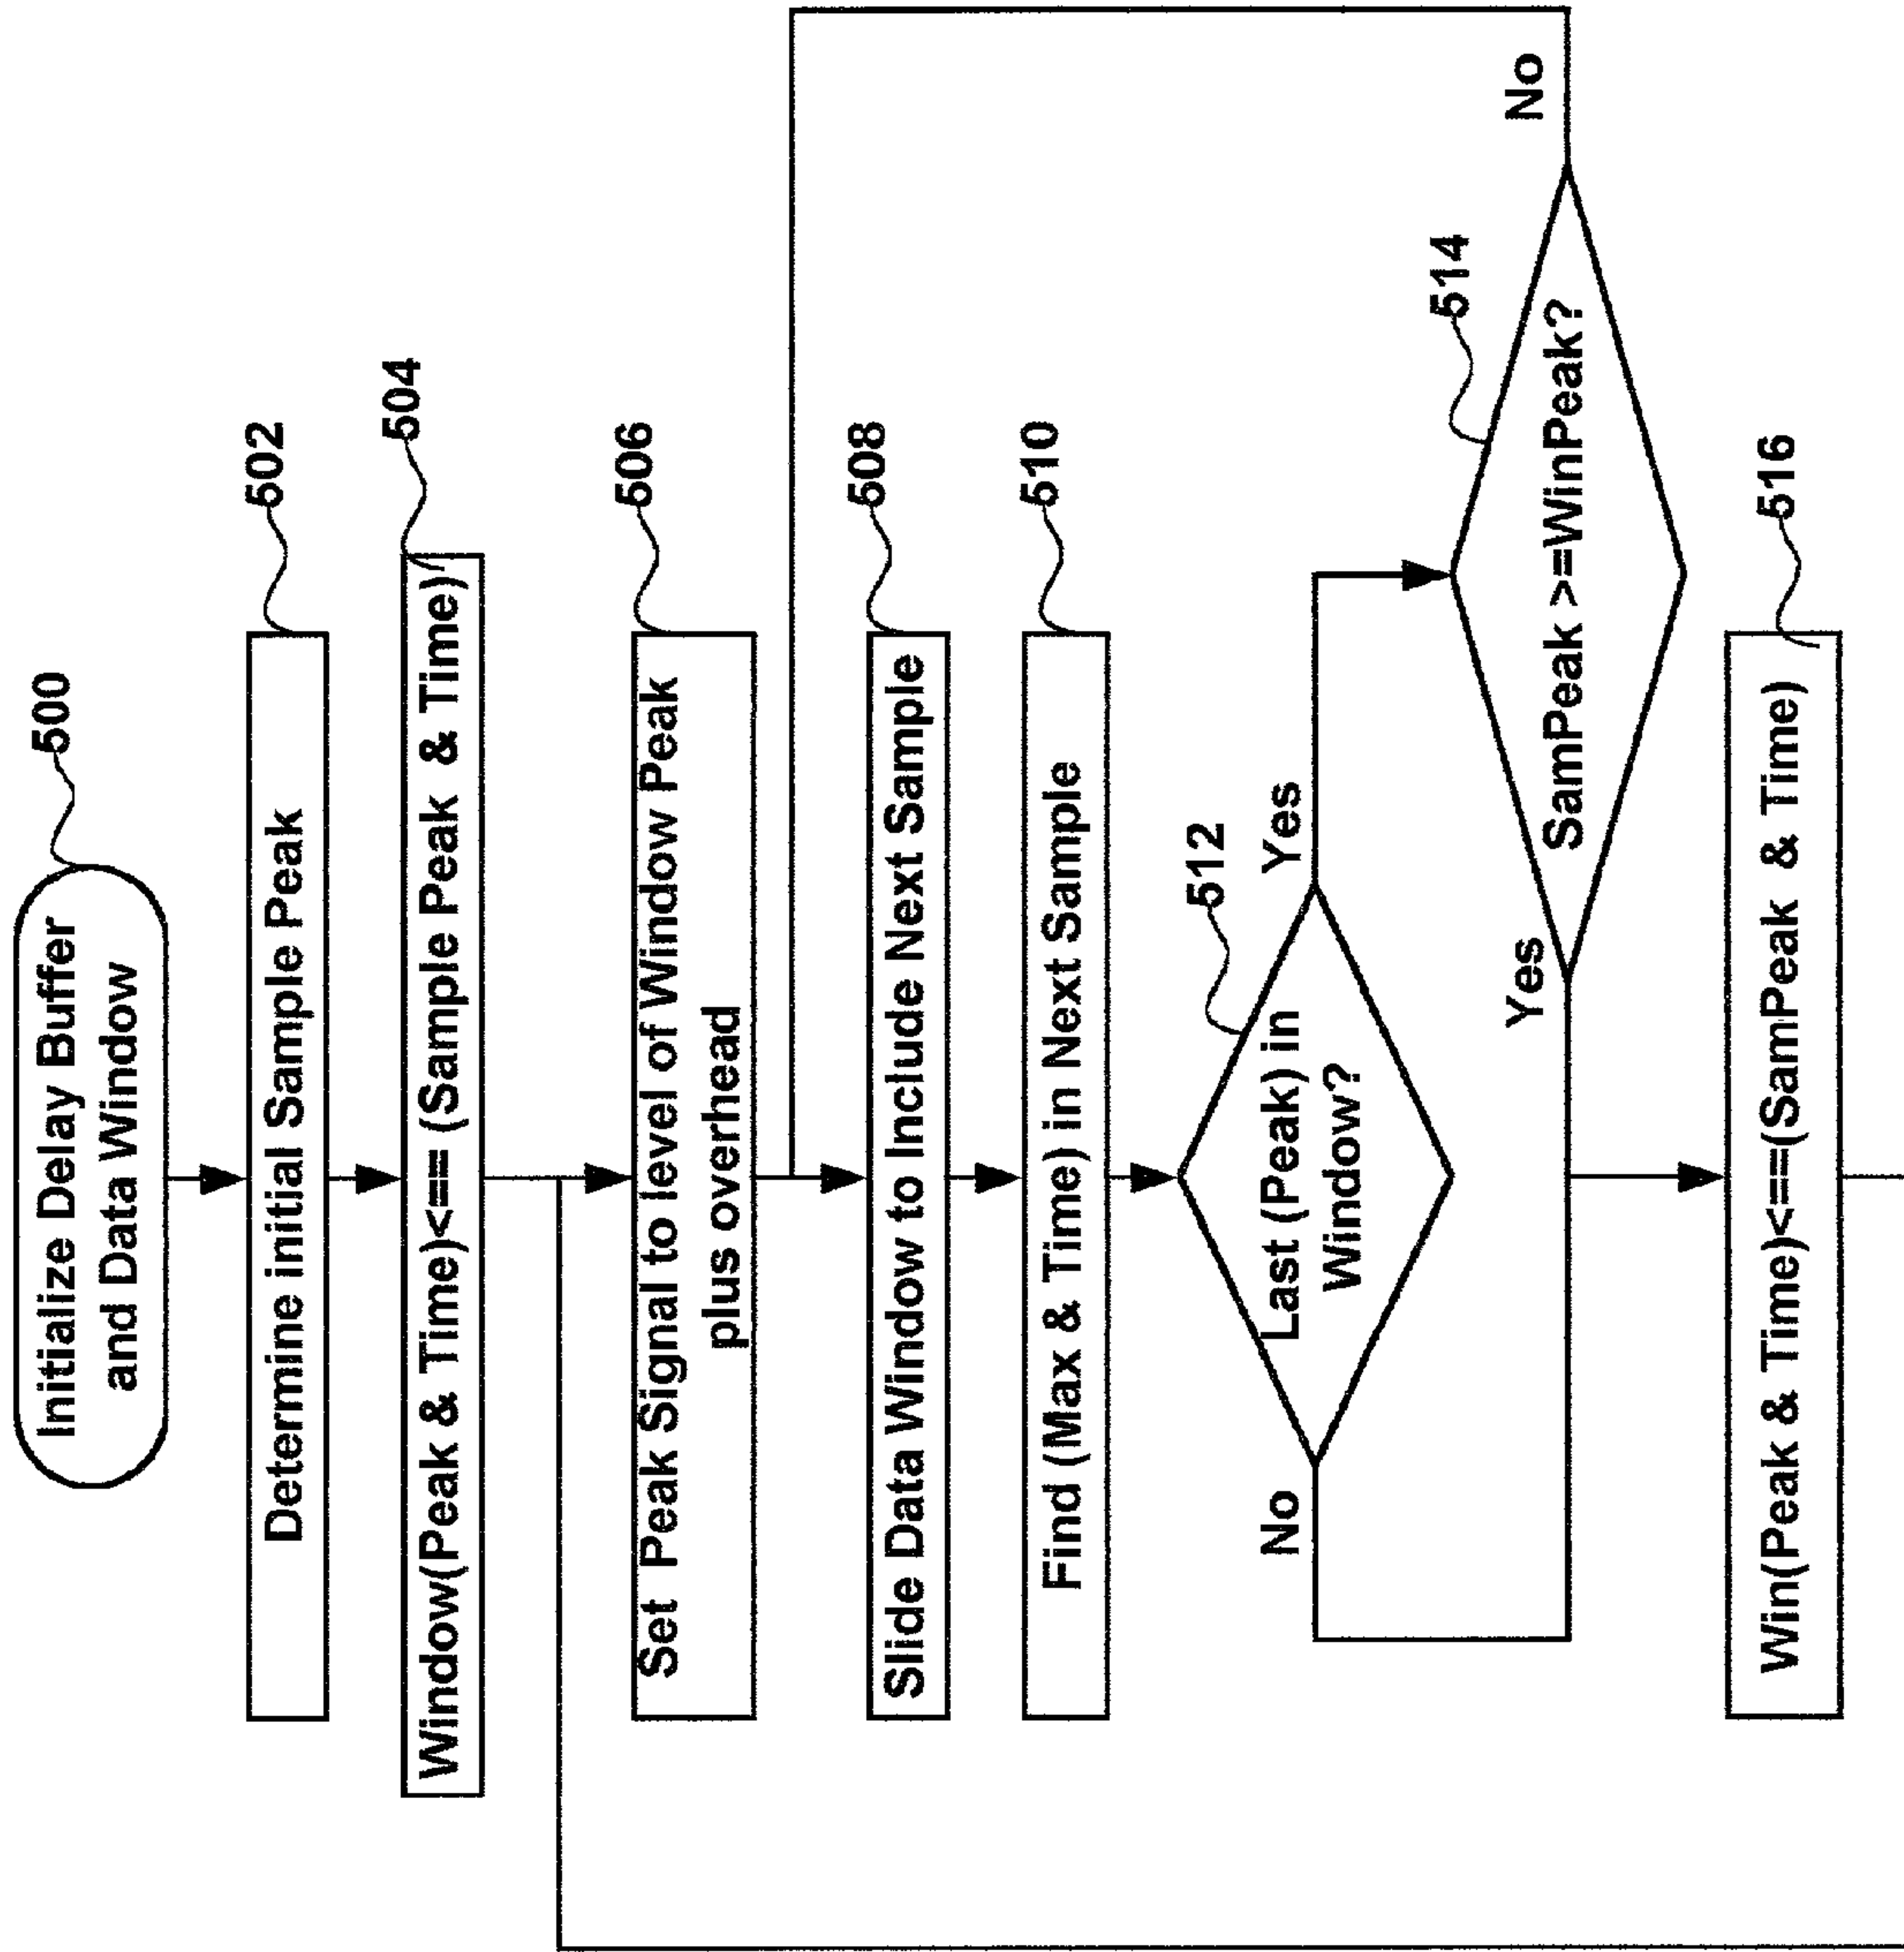 Initialize Delay Buffer
and Data Window
500
Determine initial Sample Peak
502
Window(Peak & Time)<== (Sample Peak & Time)
504
Set Peak Signal to level of Window Peak
plus overhead
506
Slide Data Window to Include Next Sample
508
Find (Max & Time) in Next Sample
510
Last (Peak) in
Window?
512
No
Yes
SamPeak >=WinPeak?
514
Yes
No
Win(Peak & Time)<==(SamPeak & Time)
516